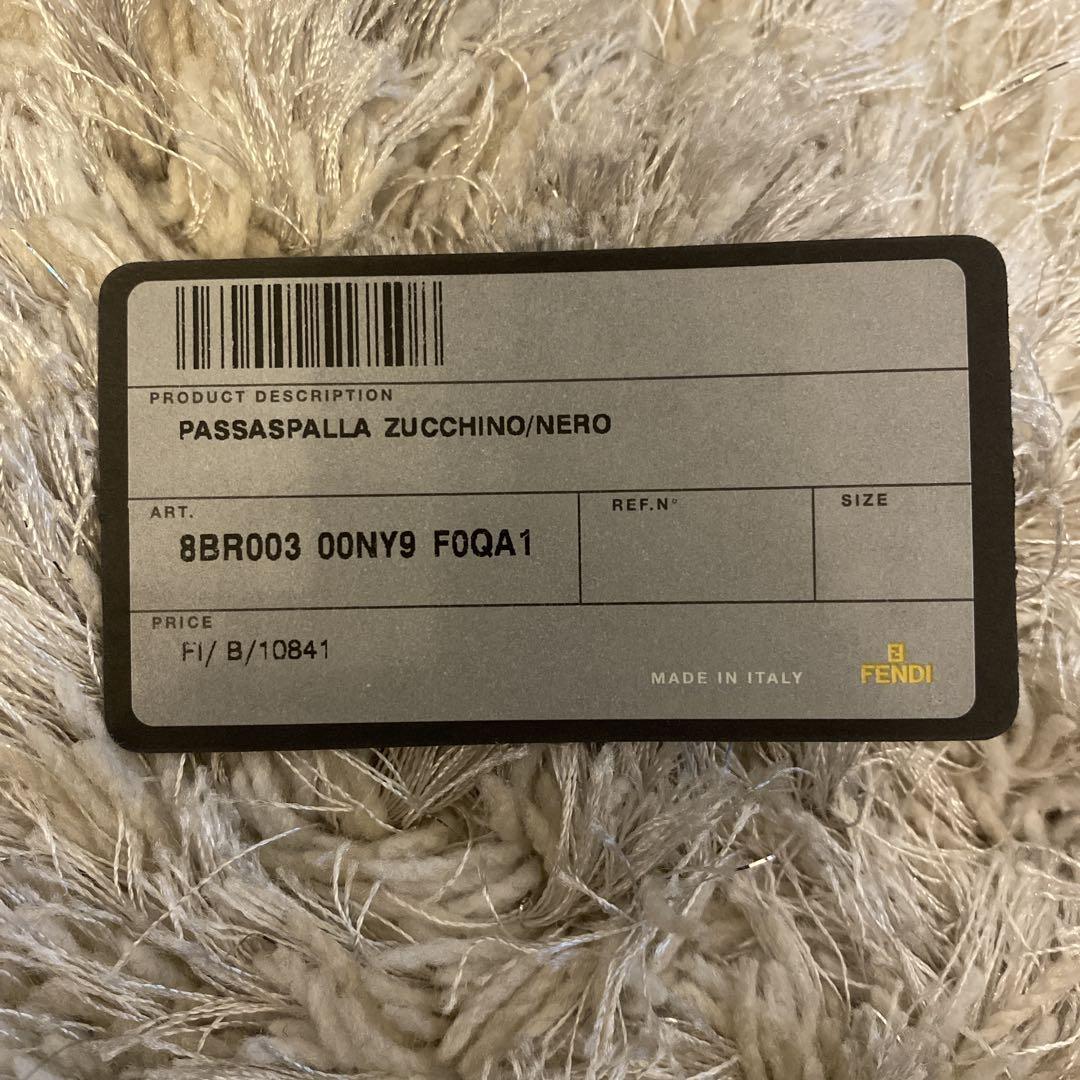 PRODUCT DESCRIPTION
PASSASPALLA ZUCCHINO/NERO
ART.
8BR003 00NY9 F0QA1
REF.N°
SIZE
PRICE
FI/ B/10841
MADE IN ITALY
FENDI